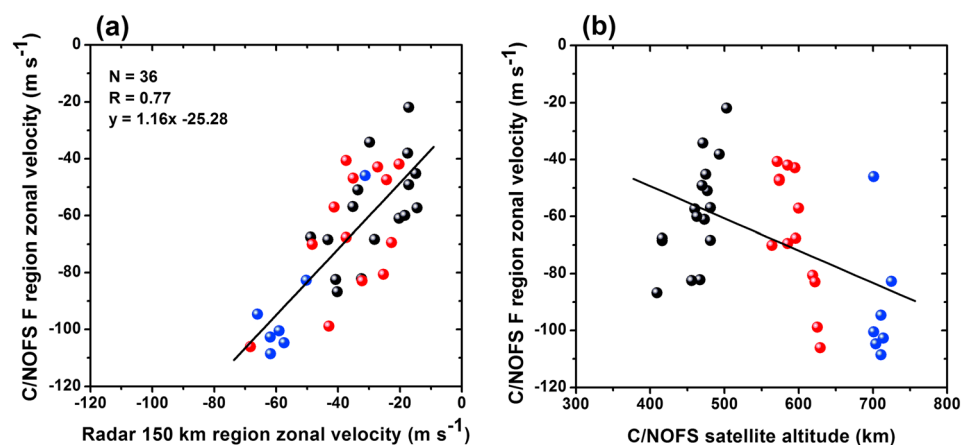 (a)
N = 36
R = 0.77
y = 1.16x -25.28
C/NOFS F region zonal velocity (m s⁻¹)
0
-20
-40
-60
-80
-100
-120
-120 -100 -80 -60 -40 -20 0
Radar 150 km region zonal velocity (m s⁻¹)
(b)
C/NOFS F region zonal velocity (m s⁻¹)
0
-20
-40
-60
-80
-100
-120
300 400 500 600 700 800
C/NOFS satellite altitude (km)